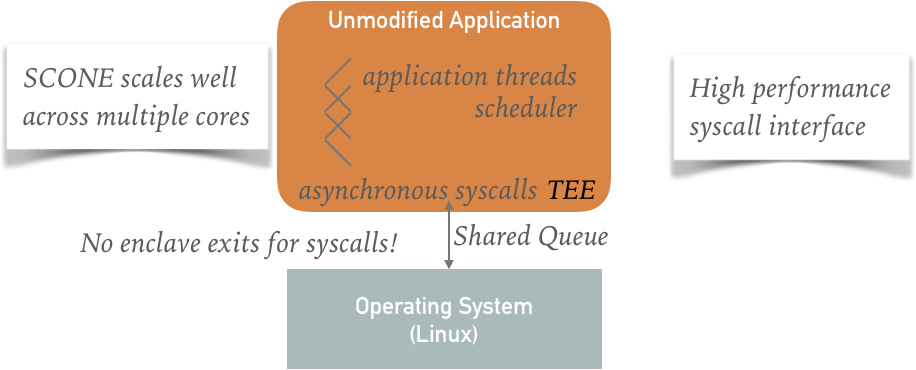 Unmodified Application
SCONE scales well
across multiple cores
application threads
scheduler
High performance
syscall interface
asynchronous syscalls TEE
No enclave exits for syscalls!
Shared Queue
Operating System
(Linux)